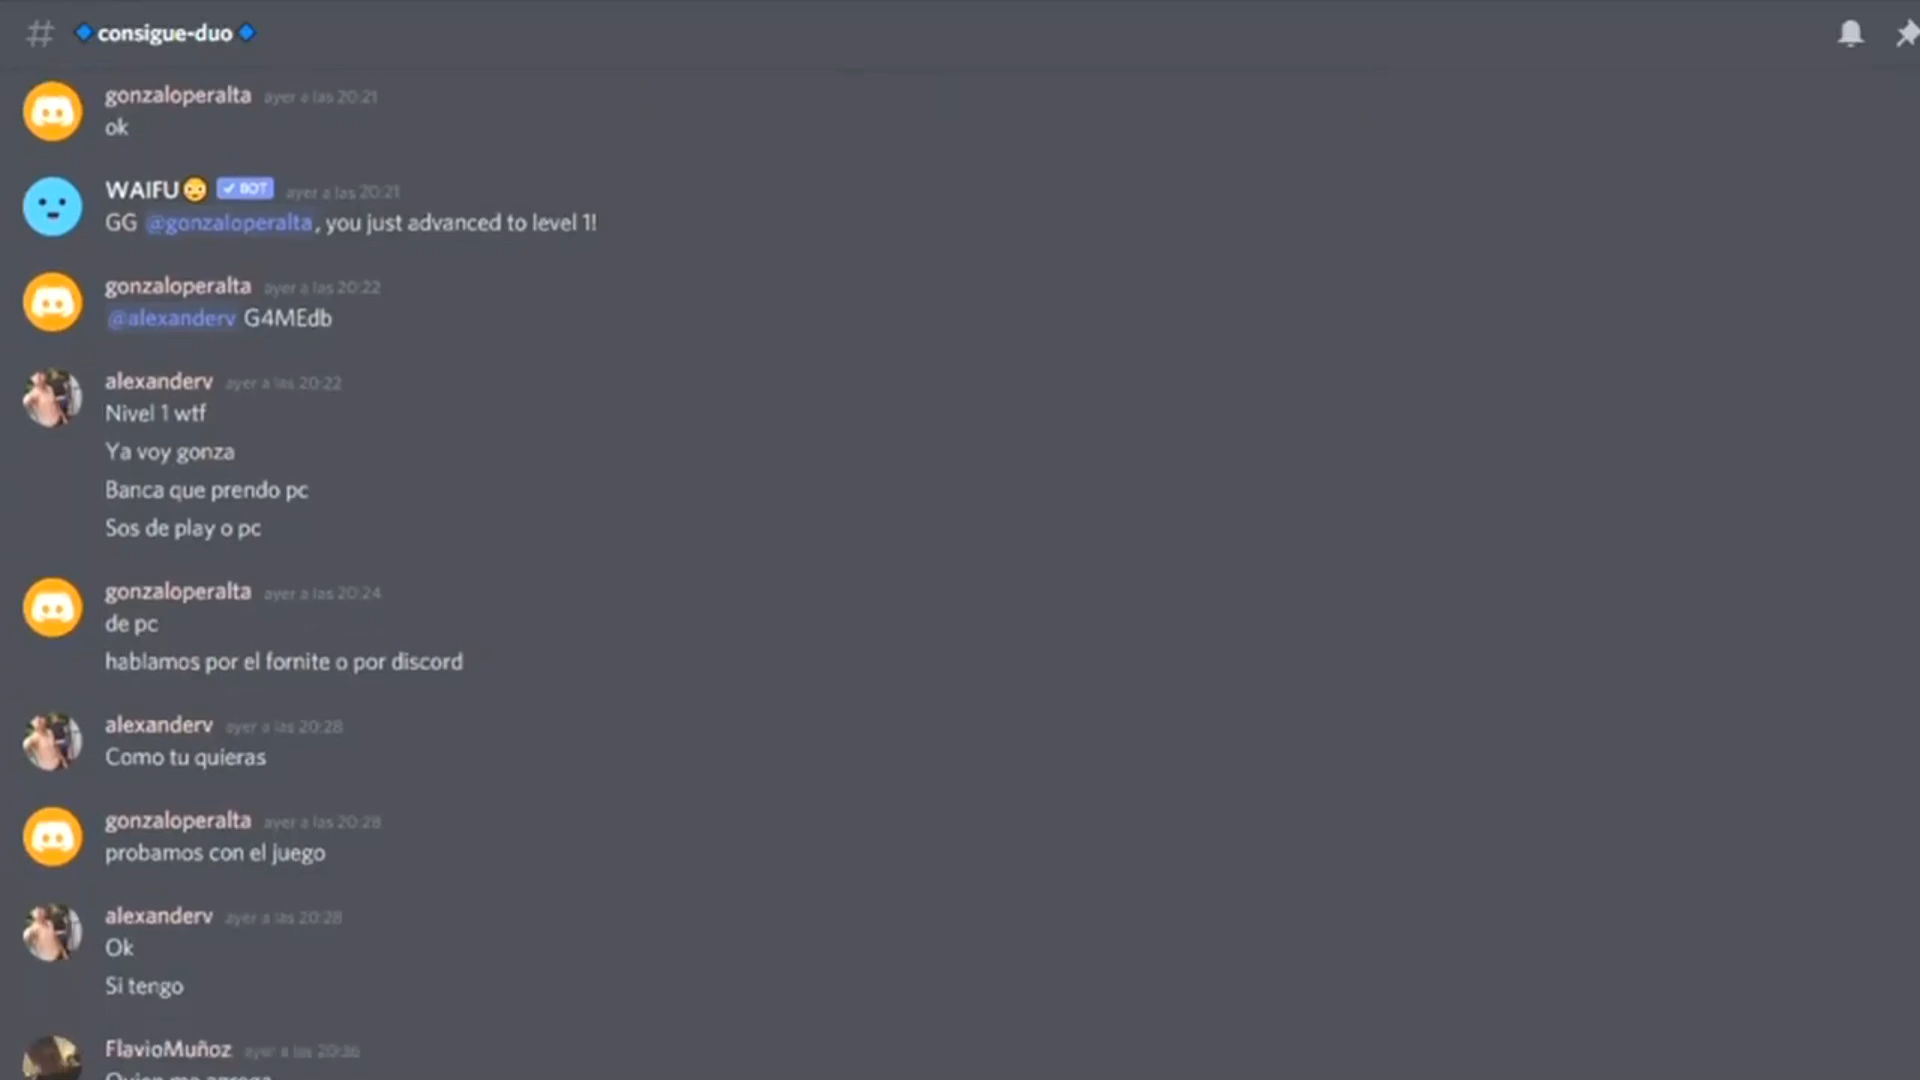 # 🔷consigue-duo🔷
gonzaloperalta ayer a las 20:21
ok
WAIFU😳 ✓ BOT ayer a las 20:21
GG @gonzaloperalta, you just advanced to level 1!
gonzaloperalta ayer a las 20:22
@alexanderv G4MEdb
alexanderv ayer a las 20:22
Nivel 1 wtf
Ya voy gonza
Banca que prendo pc
Sos de play o pc
gonzaloperalta ayer a las 20:24
de pc
hablamos por el fornite o por discord
alexanderv ayer a las 20:28
Como tu quieras
gonzaloperalta ayer a las 20:28
probamos con el juego
alexanderv ayer a las 20:28
Ok
Si tengo
FlavioMuñoz ayer a las 20:36
Quien me agrega